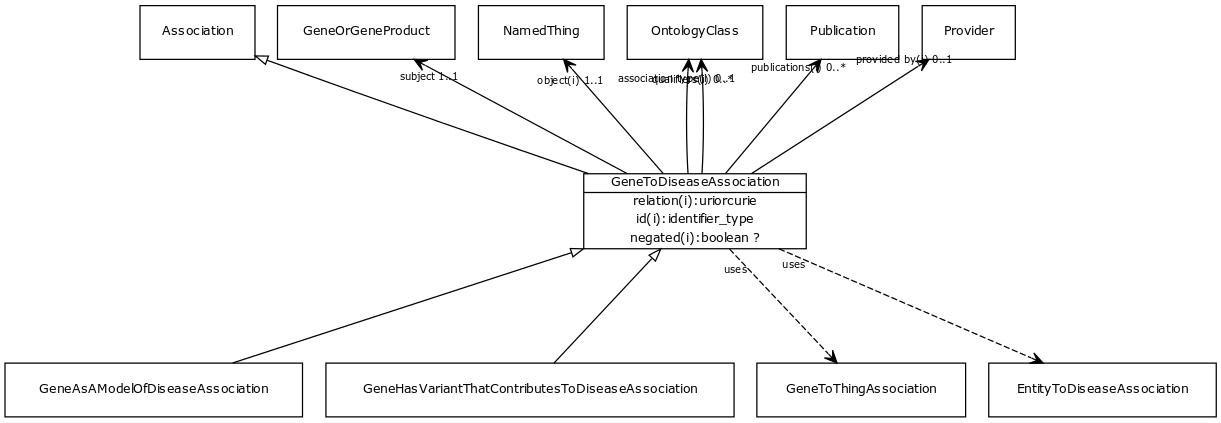 Association
GeneOrGeneProduct
NamedThing
OntologyClass
Publication
Provider
subject 1..1
object(i) 1..1
association type(i) 0..1
qualifiers(i) 0..*
publications(i) 0..*
provided by(i) 0..1
GeneToDiseaseAssociation
relation(i):uriorcurie
id(i):identifier_type
negated(i):boolean ?
uses
uses
GeneAsAModelOfDiseaseAssociation
GeneHasVariantThatContributesToDiseaseAssociation
GeneToThingAssociation
EntityToDiseaseAssociation